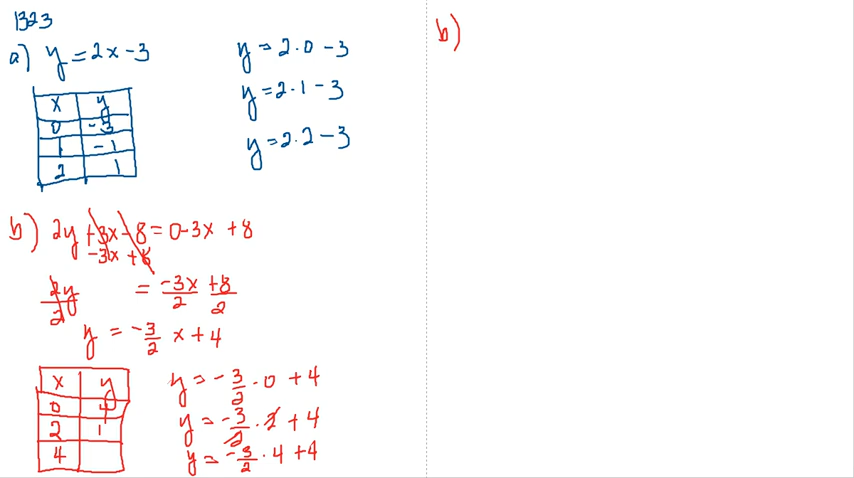 1323
a) y = 2x - 3
x y
0 -3
1 -1
2 1
y = 2·0 - 3
y = 2·1 - 3
y = 2·2 - 3
b) 2y + 3x - 8 = 0 - 3x + 8
-3x + 8
2y/2 = -3x/2 + 8/2
y = -3/2 x + 4
x y
0 4
2 1
4
y = -3/2 · 0 + 4
y = -3/2 · 2 + 4
y = -3/2 · 4 + 4
b)